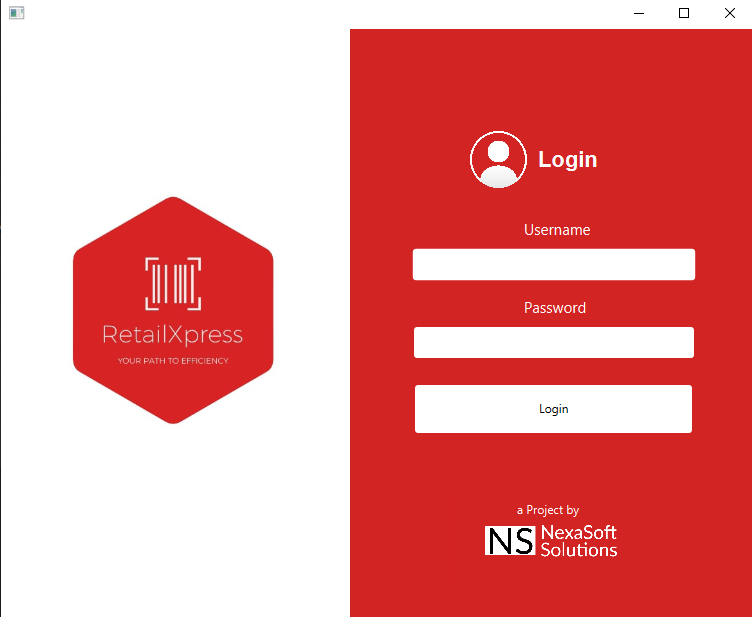 RetailXpress
YOUR PATH TO EFFICIENCY
Login
Username
Password
Login
a Project by
NS NexaSoft
Solutions